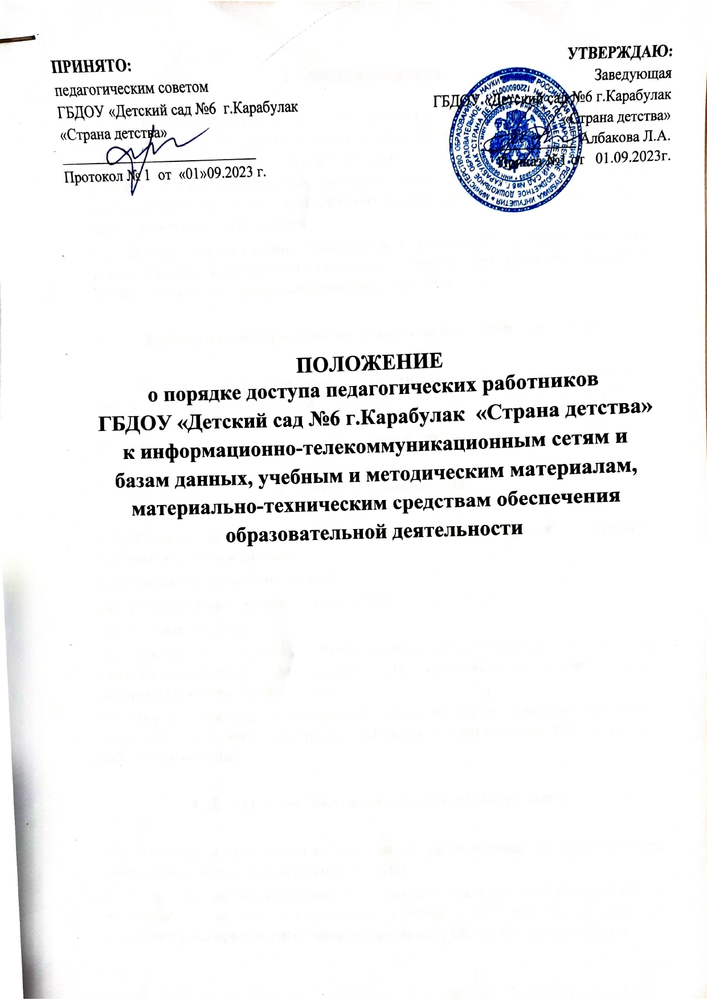 ПРИНЯТО:
педагогическим советом
ГБДОУ «Детский сад №6 г.Карабулак
«Страна детства»
Протокол № 1 от «01»09.2023 г.
УТВЕРЖДАЮ:
Заведующая
ГБДОУ «Детский сад №6 г.Карабулак
«Страна детства»
Албакова Л.А.
Приказ №1 от 01.09.2023г.
ПОЛОЖЕНИЕ
о порядке доступа педагогических работников
ГБДОУ «Детский сад №6 г.Карабулак «Страна детства»
к информационно-телекоммуникационным сетям и
базам данных, учебным и методическим материалам,
материально-техническим средствам обеспечения
образовательной деятельности